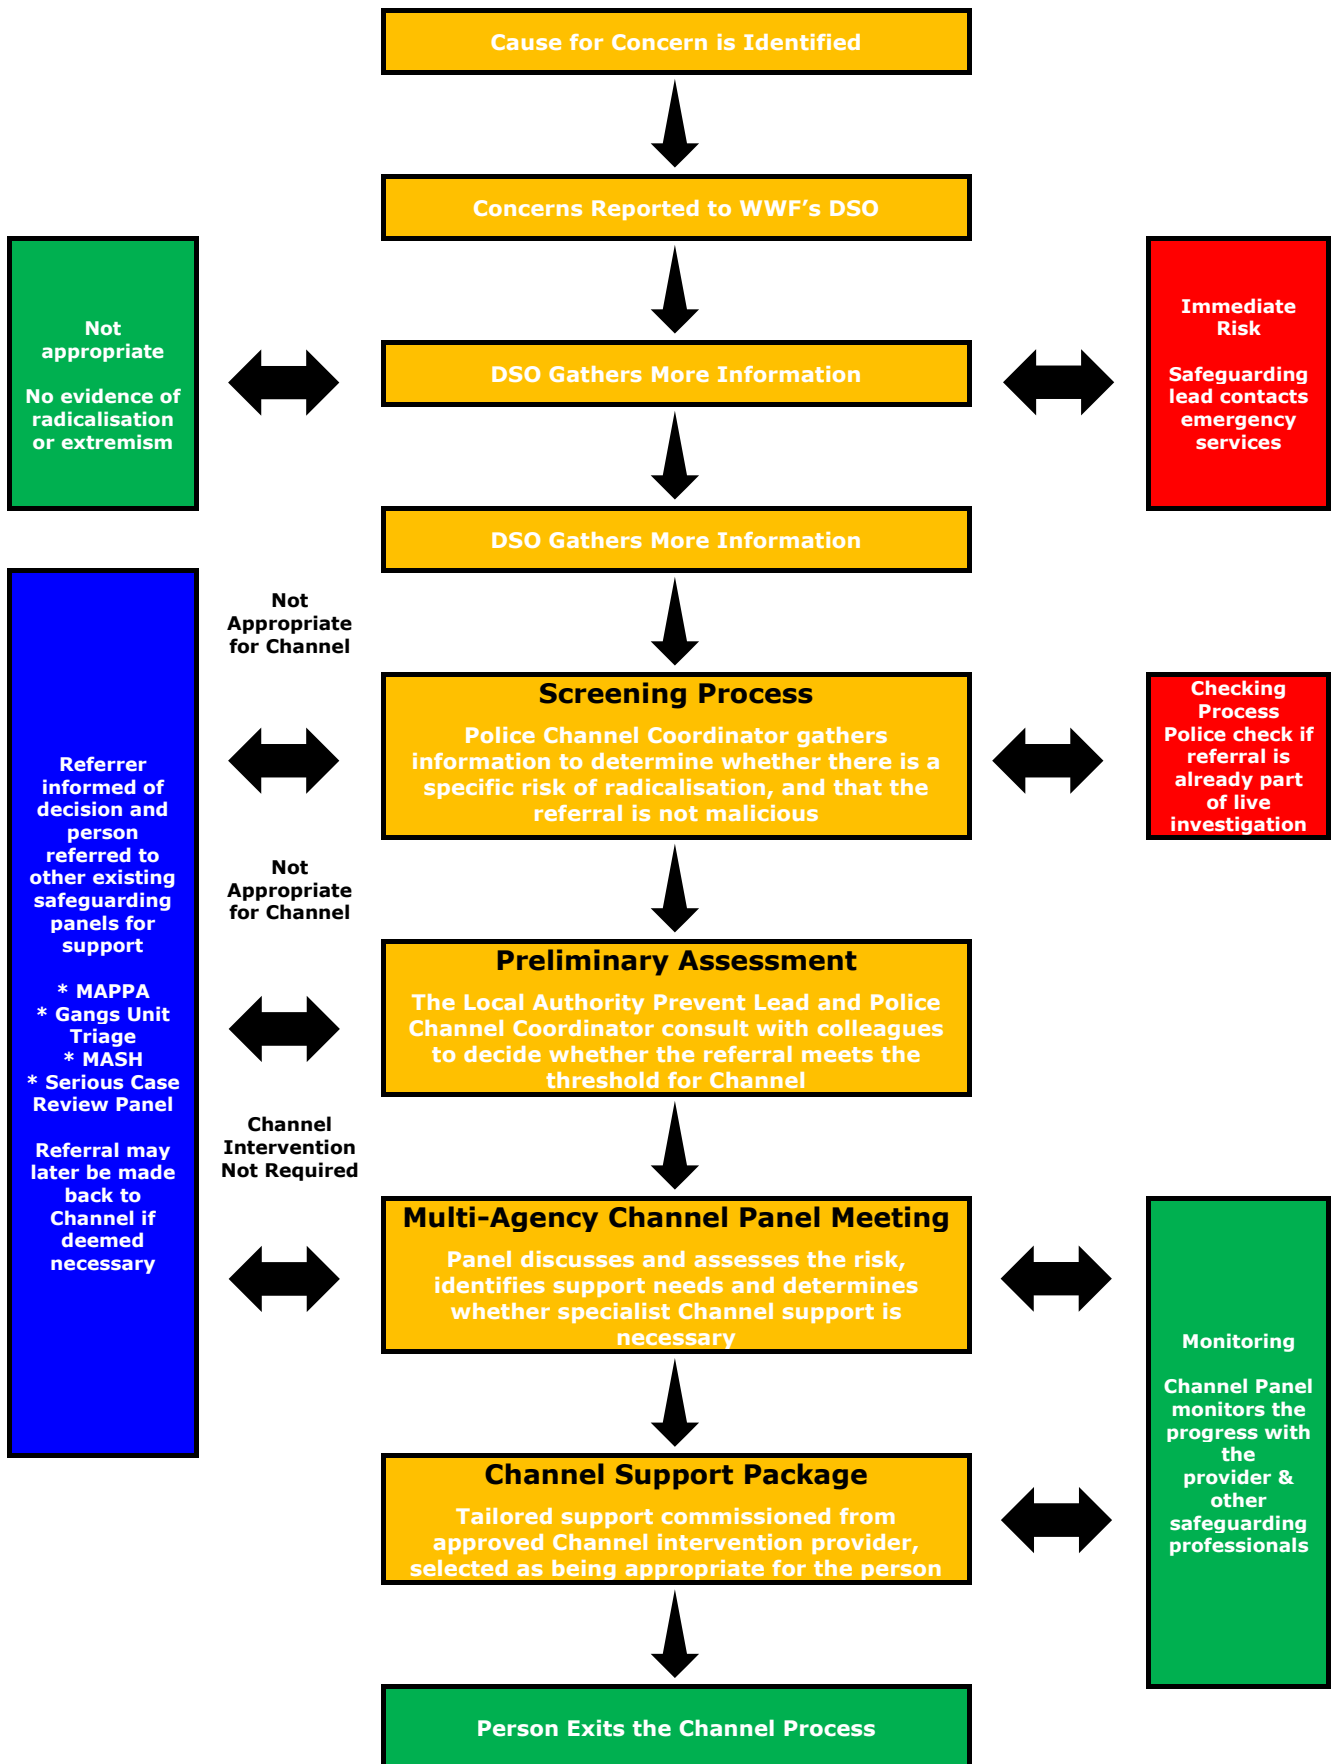 Cause for Concern is Identified
Concerns Reported to WWF’s DSO
Not
appropriate
No evidence of
radicalisation
or extremism
DSO Gathers More Information
Immediate
Risk
Safeguarding
lead contacts
emergency
services
DSO Gathers More Information
Not
Appropriate
for Channel
Screening Process
Police Channel Coordinator gathers
information to determine whether there is a
specific risk of radicalisation, and that the
referral is not malicious
Checking
Process
Police check if
referral is
already part
of live
investigation
Referrer
informed of
decision and
person
referred to
other existing
safeguarding
panels for
support
* MAPPA
* Gangs Unit
Triage
* MASH
* Serious Case
Review Panel
Referral may
later be made
back to
Channel if
deemed
necessary
Not
Appropriate
for Channel
Preliminary Assessment
The Local Authority Prevent Lead and Police
Channel Coordinator consult with colleagues
to decide whether the referral meets the
threshold for Channel
Channel
Intervention
Not Required
Multi-Agency Channel Panel Meeting
Panel discusses and assesses the risk,
identifies support needs and determines
whether specialist Channel support is
necessary
Monitoring
Channel Panel
monitors the
progress with
the
provider &
other
safeguarding
professionals
Channel Support Package
Tailored support commissioned from
approved Channel intervention provider,
selected as being appropriate for the person
Person Exits the Channel Process